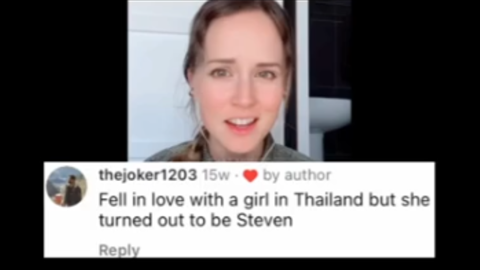 thejoker1203 15w · ❤️ by author
Fell in love with a girl in Thailand but she
turned out to be Steven
Reply